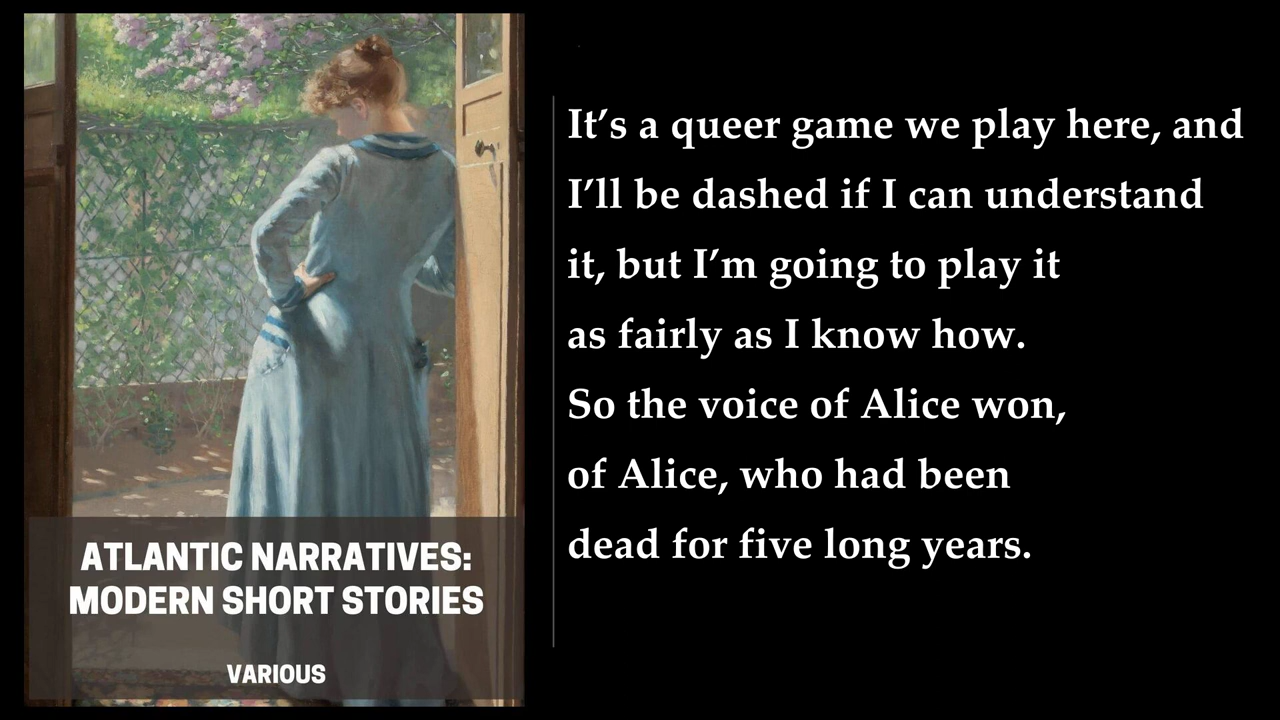 ATLANTIC NARRATIVES:
MODERN SHORT STORIES
VARIOUS
It’s a queer game we play here, and
I’ll be dashed if I can understand
it, but I’m going to play it
as fairly as I know how.
So the voice of Alice won,
of Alice, who had been
dead for five long years.